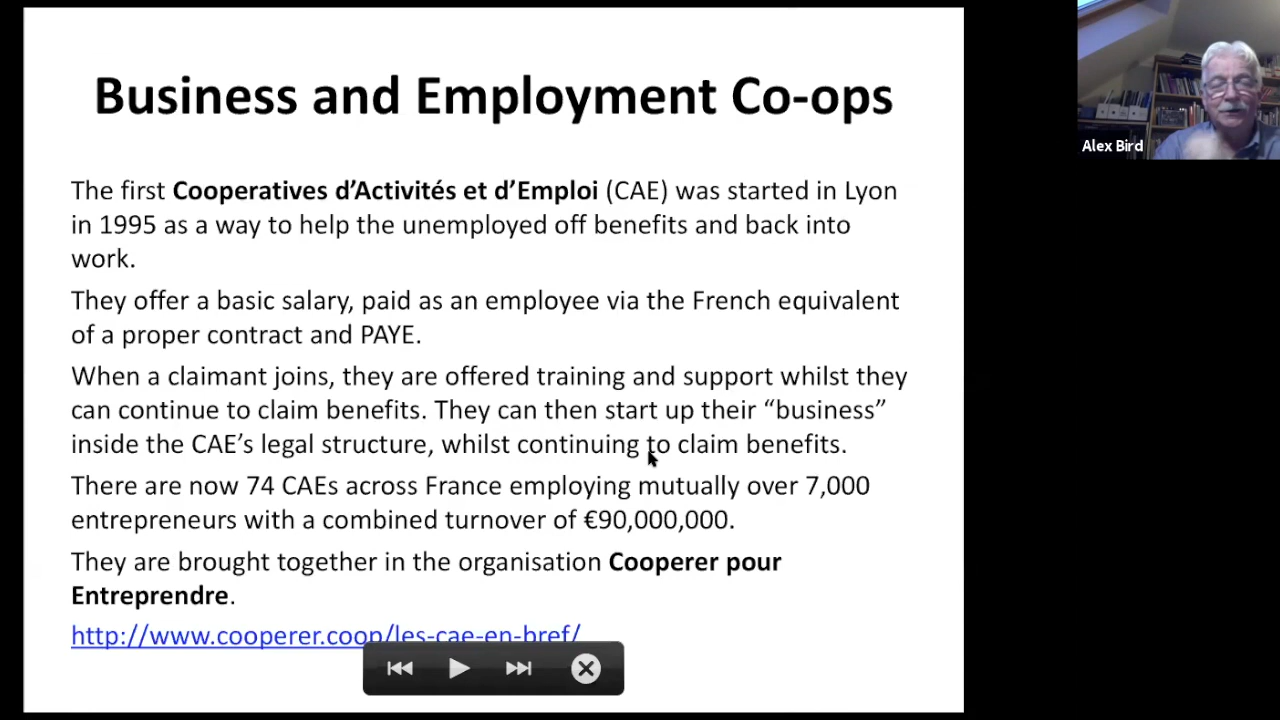 Business and Employment Co-ops
The first Cooperatives d’Activités et d’Emploi (CAE) was started in Lyon
in 1995 as a way to help the unemployed off benefits and back into
work.
They offer a basic salary, paid as an employee via the French equivalent
of a proper contract and PAYE.
When a claimant joins, they are offered training and support whilst they
can continue to claim benefits. They can then start up their “business”
inside the CAE’s legal structure, whilst continuing to claim benefits.
There are now 74 CAEs across France employing mutually over 7,000
entrepreneurs with a combined turnover of €90,000,000.
They are brought together in the organisation Cooperer pour
Entreprendre.
http://www.cooperer.coop/les-cae-en-bref/
Alex Bird